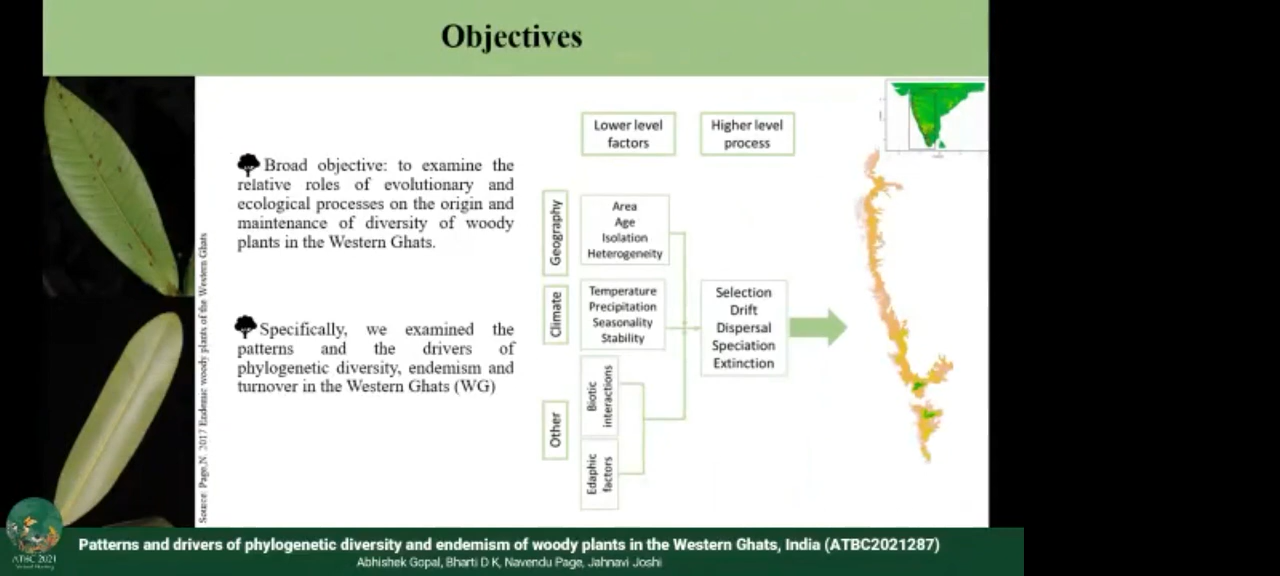 Objectives
Broad objective: to examine the
relative roles of evolutionary and
ecological processes on the origin and
maintenance of diversity of woody
plants in the Western Ghats.
Specifically, we examined the
patterns and the drivers of
phylogenetic diversity, endemism and
turnover in the Western Ghats (WG)
Source: Page,N. 2017 Endemic woody plants of the Western Ghats
Lower level
factors
Higher level
process
Geography
Area
Age
Isolation
Heterogeneity
Climate
Temperature
Precipitation
Seasonality
Stability
Other
Biotic
interactions
Edaphic
factors
Selection
Drift
Dispersal
Speciation
Extinction
ATBC 2021
Patterns and drivers of phylogenetic diversity and endemism of woody plants in the Western Ghats, India (ATBC2021287)
Abhishek Gopal, Bharti D K, Navendu Page, Jahnavi Joshi